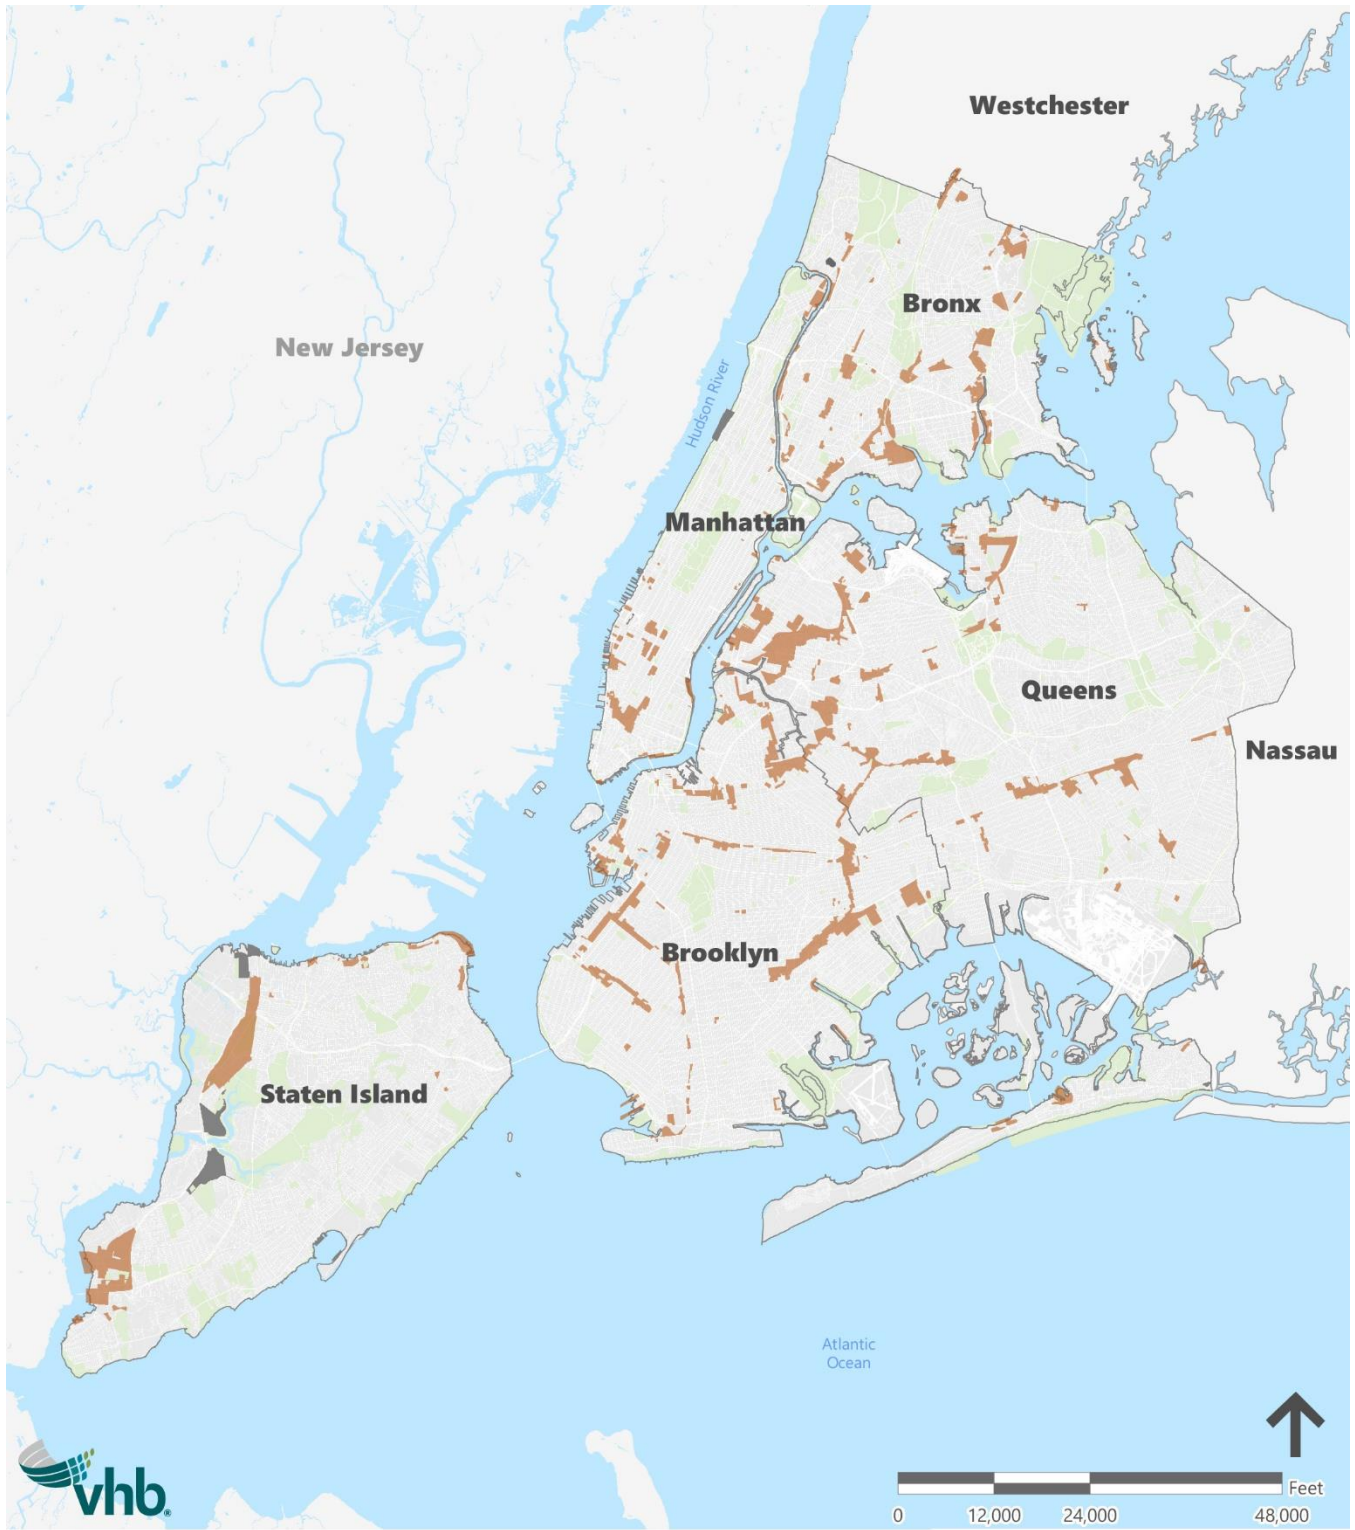 Westchester
Bronx
New Jersey
Hudson River
Manhattan
Queens
Nassau
Brooklyn
Staten Island
Atlantic
Ocean
vhb®
Feet
0 12,000 24,000 48,000